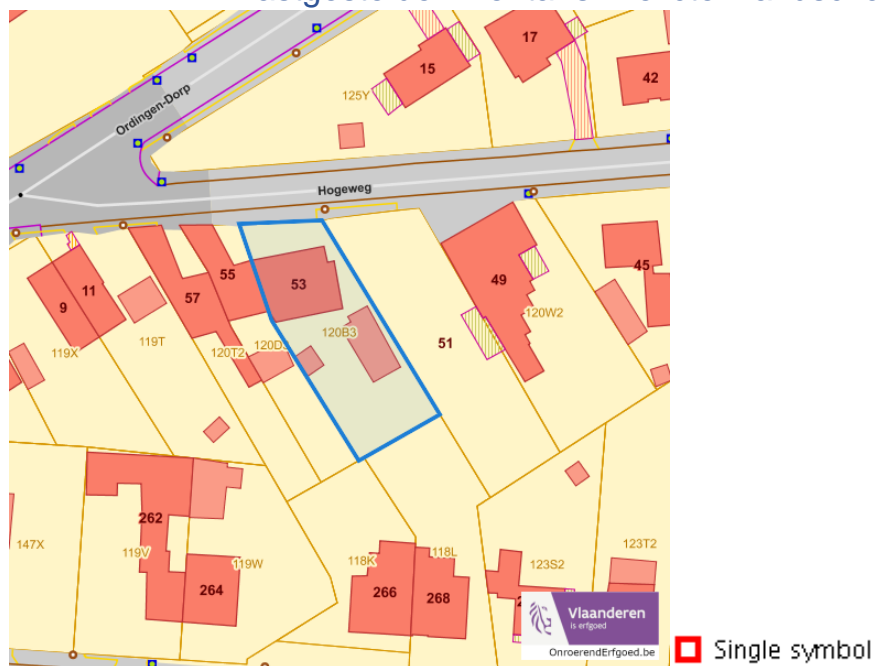 17
15
42
125Y
Ordingen-Dorp
Hogeweg
55
53
49
45
11
9
57
120W2
120B3
51
119T
119X
120T2
120D3
262
147X
119V
119W
264
118K
118L
123S2
123T2
266
268
Vlaanderen
is erfgoed
OnroerendErfgoed.be
Single symbol